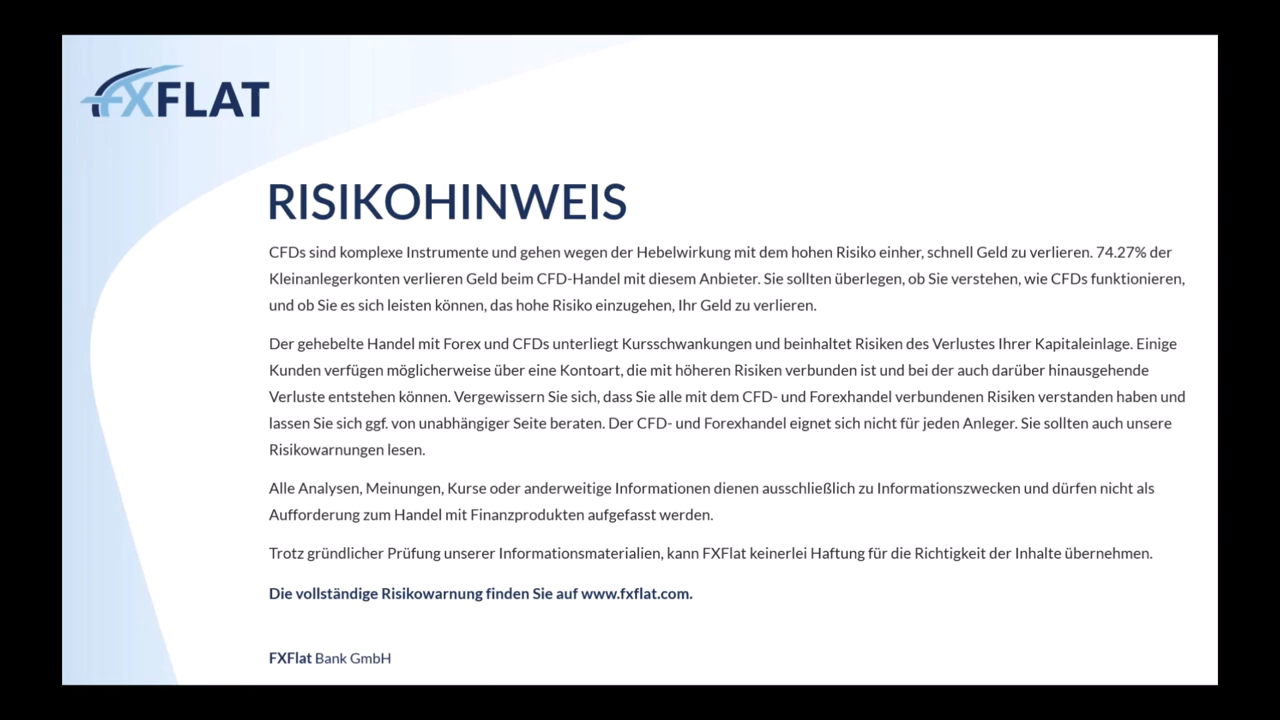 FXFLAT
RISIKOHINWEIS
CFDs sind komplexe Instrumente und gehen wegen der Hebelwirkung mit dem hohen Risiko einher, schnell Geld zu verlieren. 74.27% der
Kleinanlegerkonten verlieren Geld beim CFD-Handel mit diesem Anbieter. Sie sollten überlegen, ob Sie verstehen, wie CFDs funktionieren,
und ob Sie es sich leisten können, das hohe Risiko einzugehen, Ihr Geld zu verlieren.
Der gehebelte Handel mit Forex und CFDs unterliegt Kursschwankungen und beinhaltet Risiken des Verlustes Ihrer Kapitaleinlage. Einige
Kunden verfügen möglicherweise über eine Kontoart, die mit höheren Risiken verbunden ist und bei der auch darüber hinausgehende
Verluste entstehen können. Vergewissern Sie sich, dass Sie alle mit dem CFD- und Forexhandel verbundenen Risiken verstanden haben und
lassen Sie sich ggf. von unabhängiger Seite beraten. Der CFD- und Forexhandel eignet sich nicht für jeden Anleger. Sie sollten auch unsere
Risikowarnungen lesen.
Alle Analysen, Meinungen, Kurse oder anderweitige Informationen dienen ausschließlich zu Informationszwecken und dürfen nicht als
Aufforderung zum Handel mit Finanzprodukten aufgefasst werden.
Trotz gründlicher Prüfung unserer Informationsmaterialien, kann FXFlat keinerlei Haftung für die Richtigkeit der Inhalte übernehmen.
Die vollständige Risikowarnung finden Sie auf www.fxflat.com.
FXFlat Bank GmbH